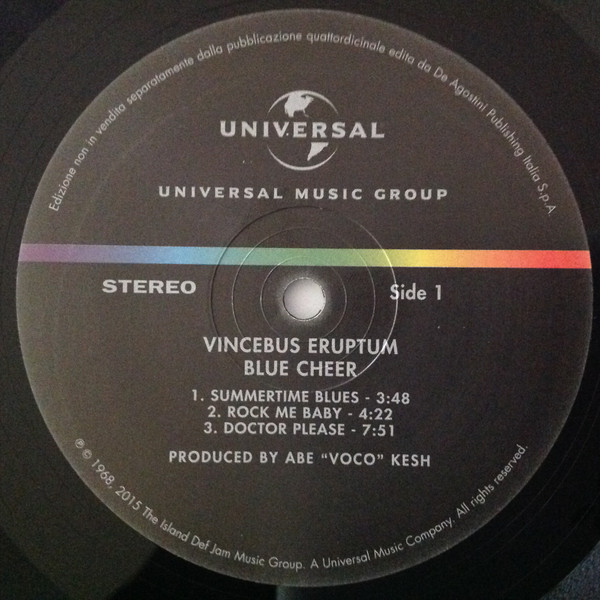 Edizione non in vendita separatamente dalla pubblicazione quattordicinale edita da De Agostini Publishing Italia S.p.A.
UNIVERSAL
UNIVERSAL MUSIC GROUP
STEREO
Side 1
VINCEBUS ERUPTUM
BLUE CHEER
1. SUMMERTIME BLUES - 3:48
2. ROCK ME BABY - 4:22
3. DOCTOR PLEASE - 7:51
PRODUCED BY ABE “VOCO” KESH
℗ © 1968, 2015 The Island Def Jam Music Group. A Universal Music Company. All rights reserved.